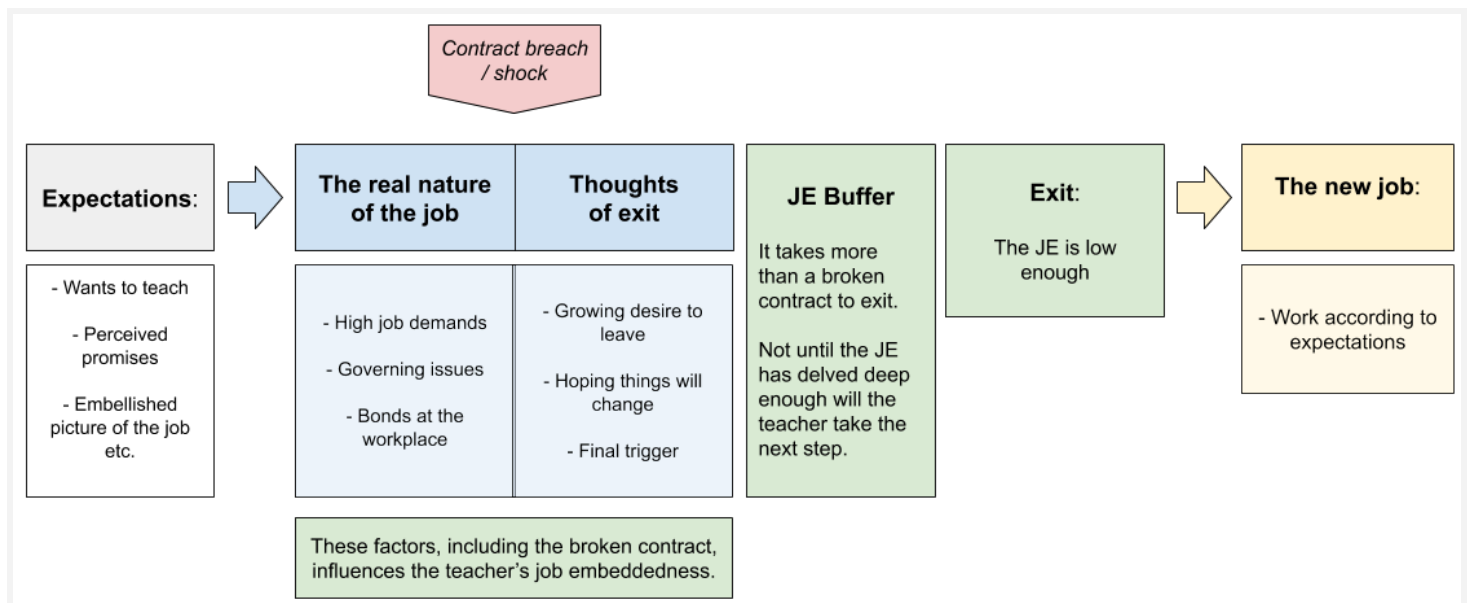 Contract breach
/ shock
Expectations:
The real nature
of the job
Thoughts
of exit
JE Buffer
It takes more
than a broken
contract to exit.
Not until the JE
has delved deep
enough will the
teacher take the
next step.
Exit:
The JE is low
enough
The new job:
- Wants to teach
- Perceived
promises
- Embellished
picture of the job
etc.
- High job demands
- Governing issues
- Bonds at the
workplace
- Growing desire to
leave
- Hoping things will
change
- Final trigger
- Work according to
expectations
These factors, including the broken contract,
influences the teacher's job embeddedness.